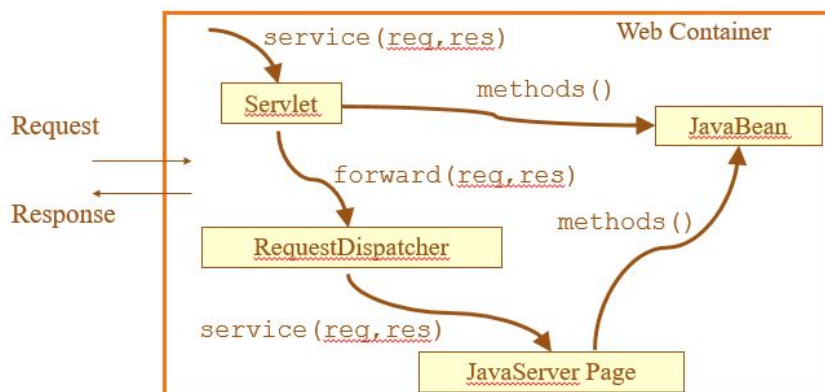 service(req,res)
Web Container
Servlet
methods()
JavaBean
Request
forward(req,res)
Response
methods()
RequestDispatcher
service(req,res)
JavaServer Page